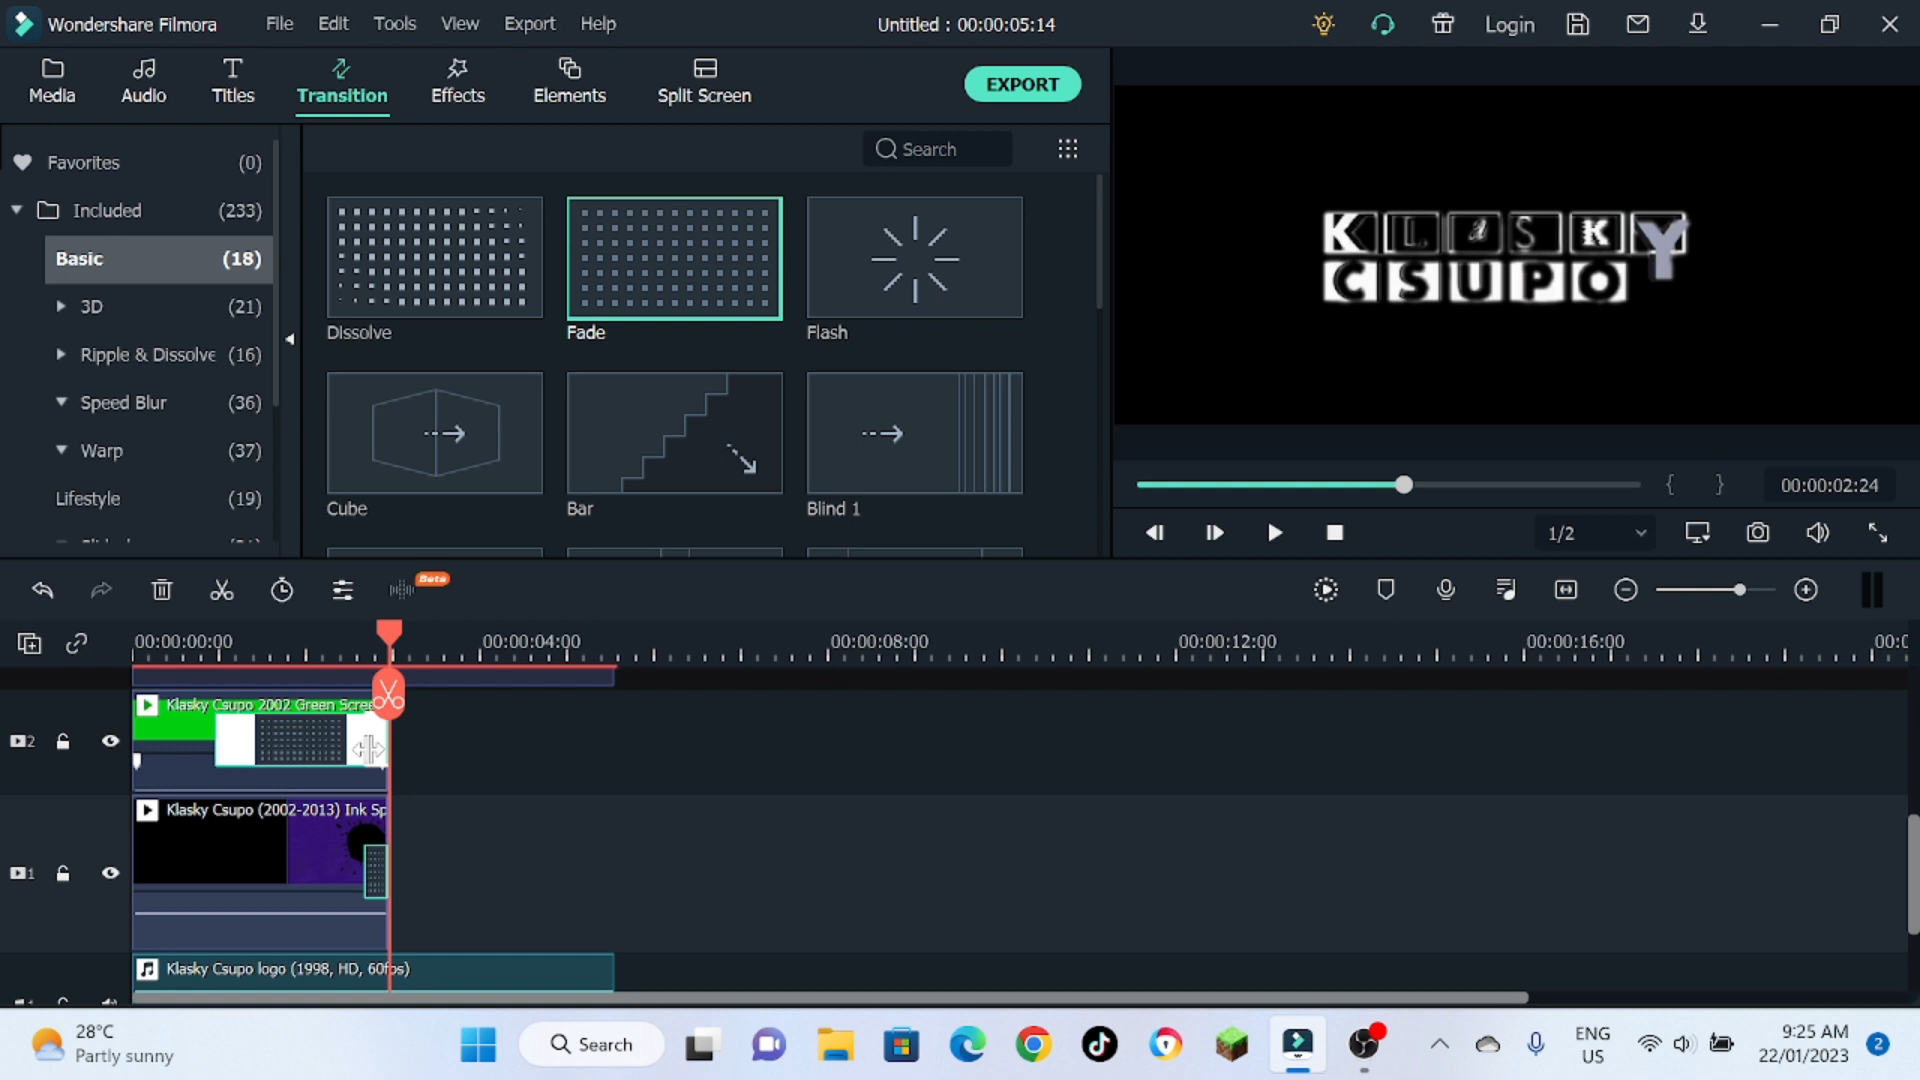 Wondershare Filmora
File Edit Tools View Export Help
Untitled : 00:00:05:14
Login
Media
Audio
Titles
Transition
Effects
Elements
Split Screen
EXPORT
Favorites (0)
Included (233)
Basic (18)
3D (21)
Ripple & Dissolve (16)
Speed Blur (36)
Warp (37)
Lifestyle (19)
Search
Dissolve
Fade
Flash
Cube
Bar
Blind 1
KLASKY
CSUPO
{ } 00:00:02:24
1/2
Beta
00:00:00:00 00:00:04:00 00:00:08:00 00:00:12:00 00:00:16:00 00:0
2
Klasky Csupo 2002 Green Scree
1
Klasky Csupo (2002-2013) Ink Sp
Klasky Csupo logo (1998, HD, 60fps)
28°C
Partly sunny
Search
ENG
US
9:25 AM
22/01/2023
2